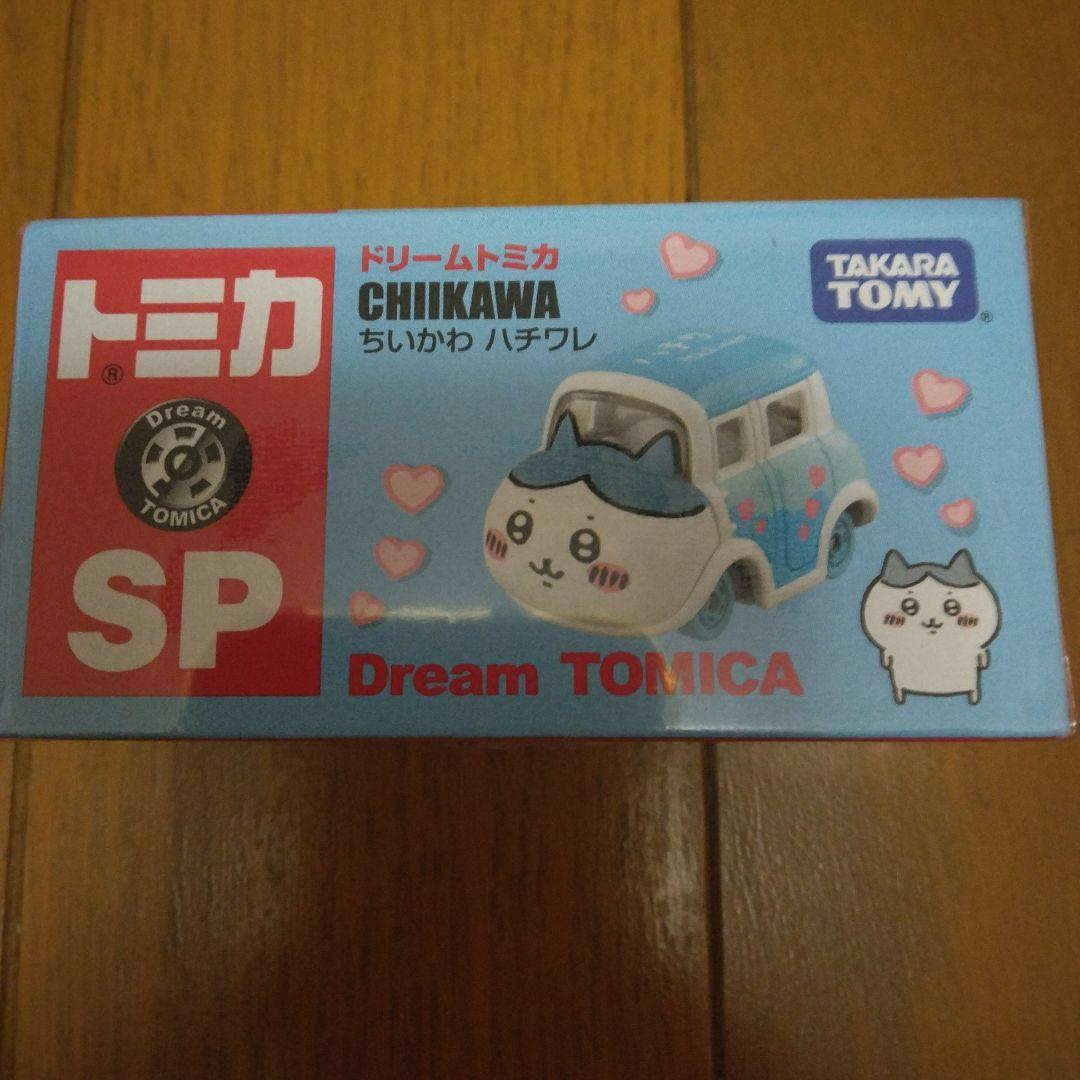 トミカ
®
Dream
TOMICA
SP
ドリームトミカ
CHIIKAWA
ちいかわ ハチワレ
TAKARA
TOMY
®
Dream TOMICA